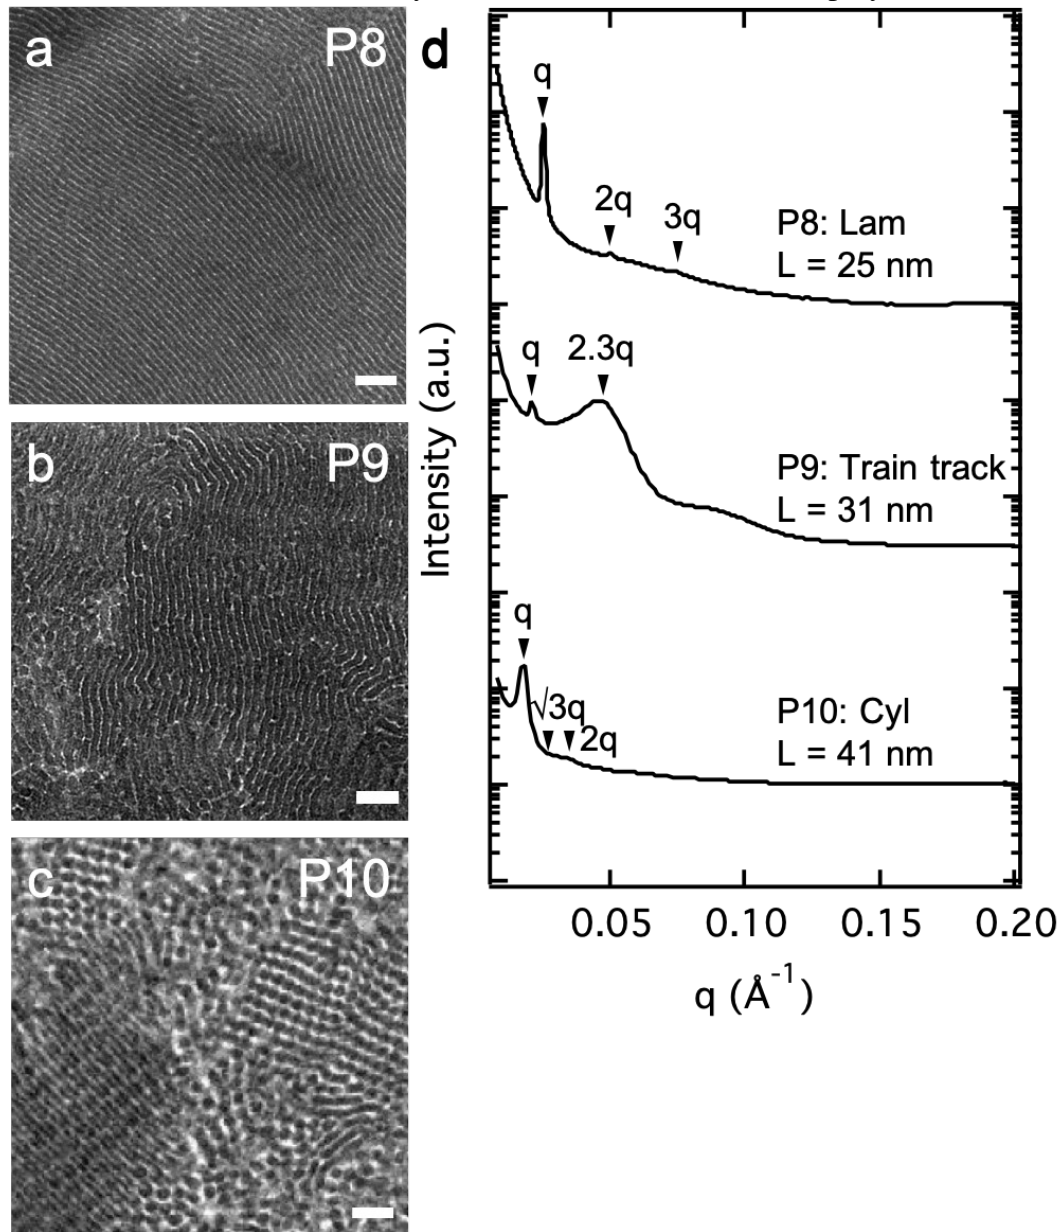 a P8
b P9
c P10
d
Intensity (a.u.)
q
2q
3q
P8: Lam
L = 25 nm
q
2.3q
P9: Train track
L = 31 nm
q
√3q
2q
P10: Cyl
L = 41 nm
0.05 0.10 0.15 0.20
q (Å⁻¹)